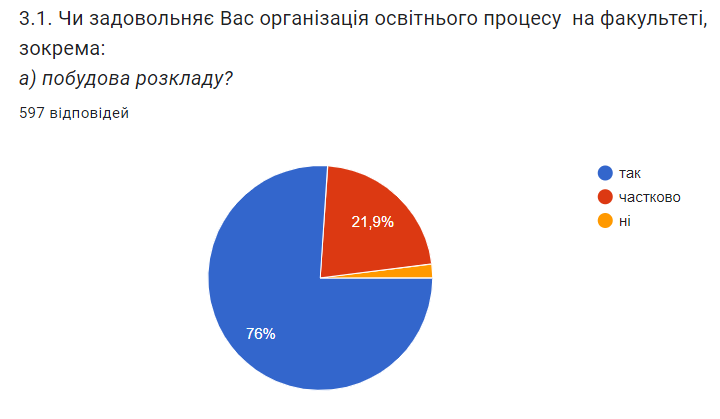 3.1. Чи задовольняє Вас організація освітнього процесу на факультеті,
зокрема:
а) побудова розкладу?
597 відповідей
так
частково
ні
21,9%
76%